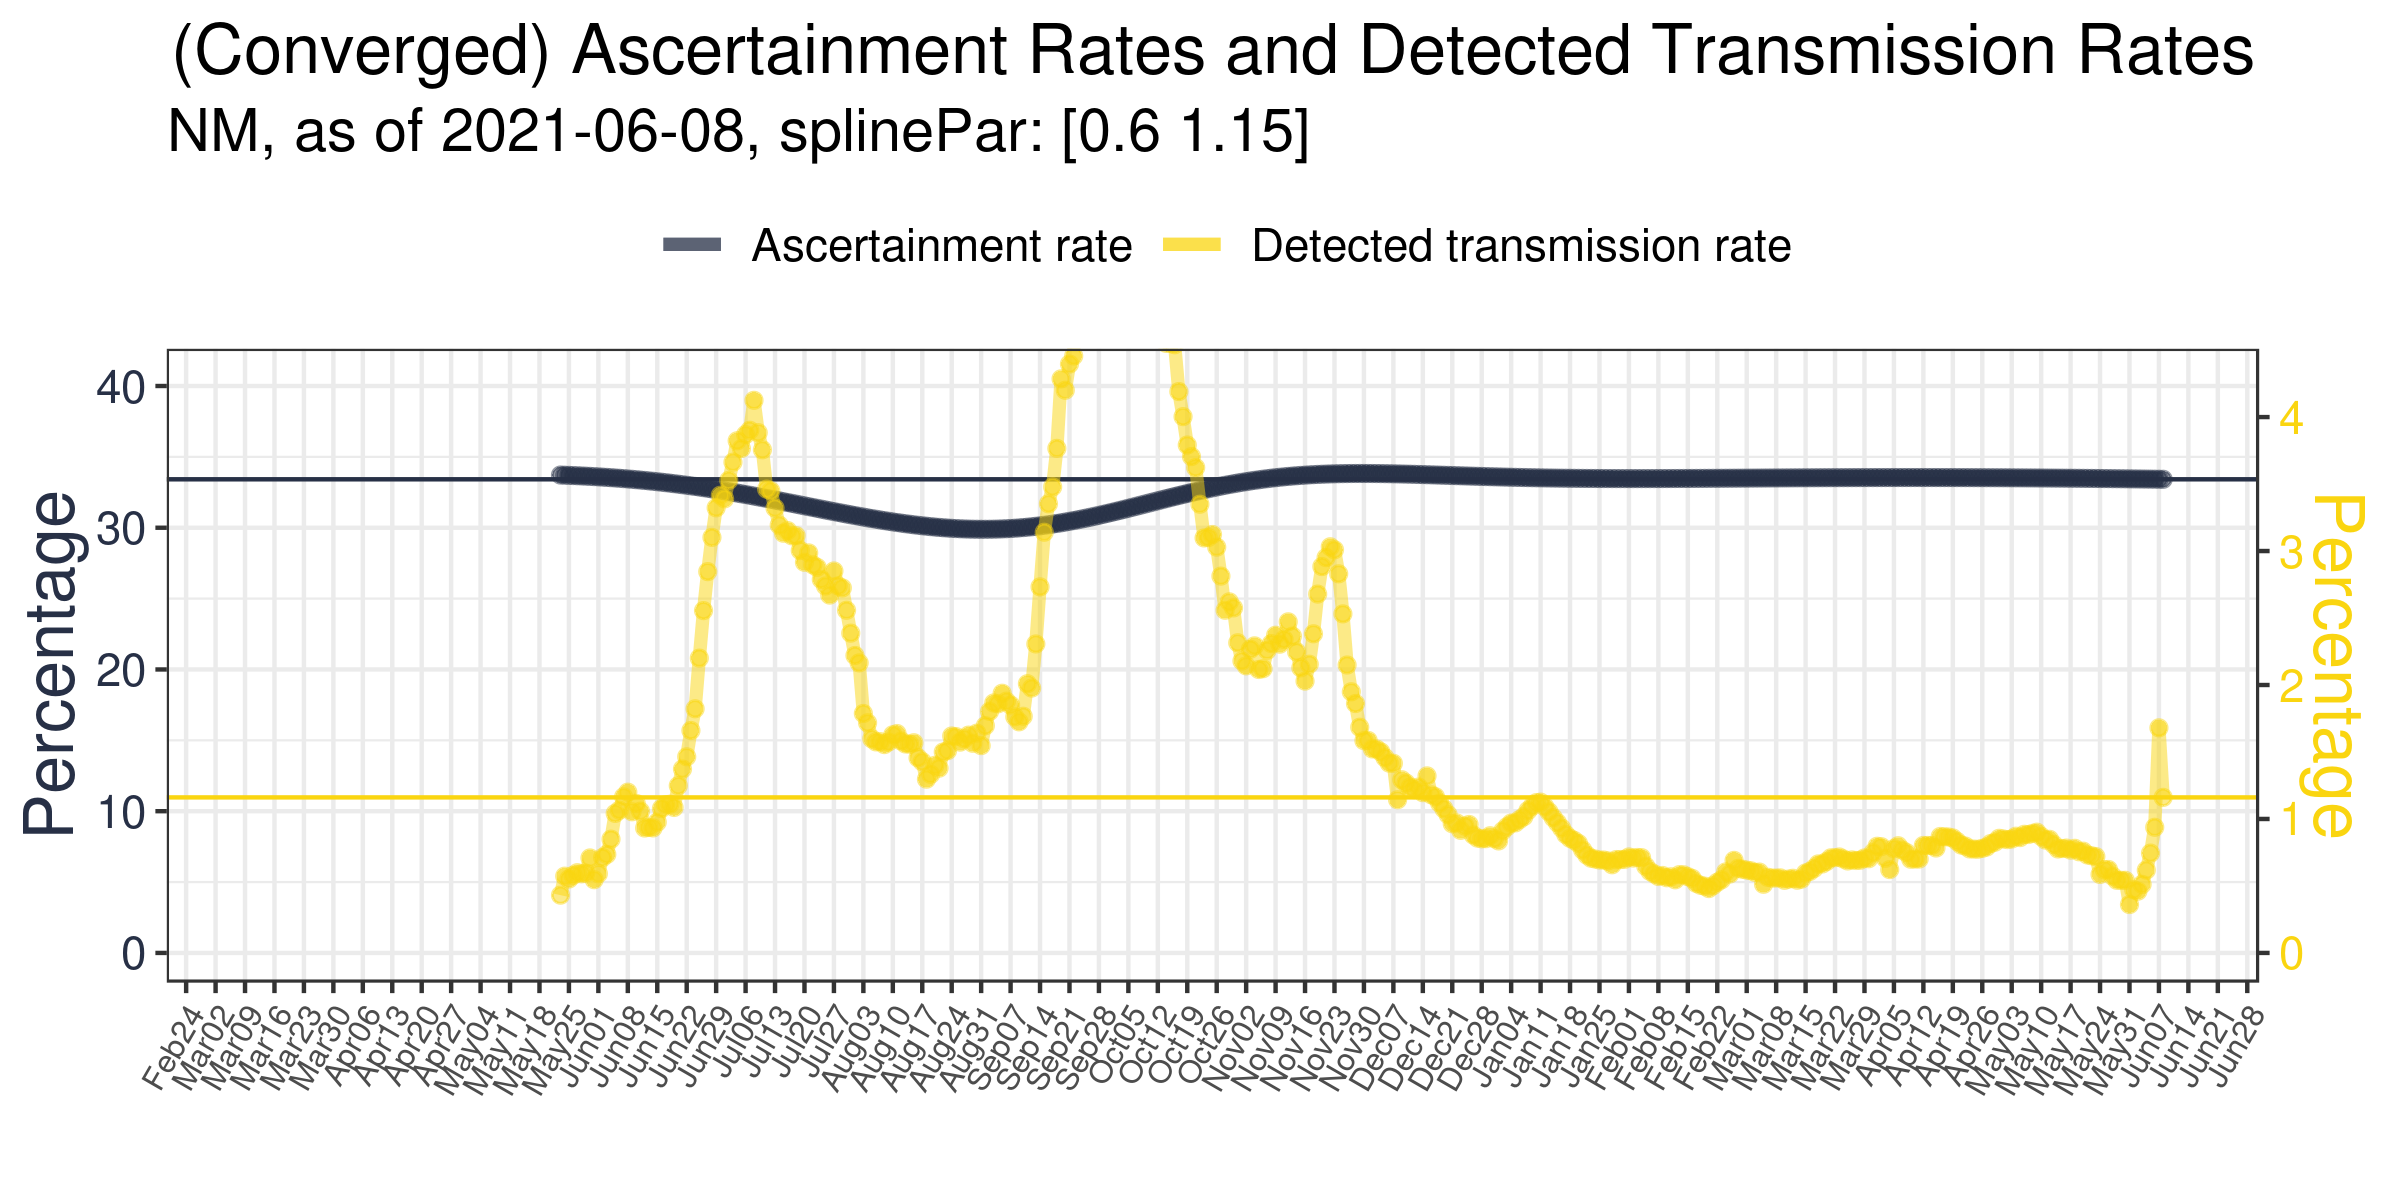 (Converged) Ascertainment Rates and Detected Transmission Rates
NM, as of 2021-06-08, splinePar: [0.6 1.15]
Ascertainment rate
Detected transmission rate
Percentage
40
30
20
10
0
4
3
2
1
0
Percentage
Feb24
Mar02
Mar09
Mar16
Mar23
Mar30
Apr06
Apr13
Apr20
Apr27
May04
May11
May18
May25
Jun01
Jun08
Jun15
Jun22
Jun29
Jul06
Jul13
Jul20
Jul27
Aug03
Aug10
Aug17
Aug24
Aug31
Sep07
Sep14
Sep21
Sep28
Oct05
Oct12
Oct19
Oct26
Nov02
Nov09
Nov16
Nov23
Nov30
Dec07
Dec14
Dec21
Dec28
Jan04
Jan11
Jan18
Jan25
Feb01
Feb08
Feb15
Feb22
Mar01
Mar08
Mar15
Mar22
Mar29
Apr05
Apr12
Apr19
Apr26
May03
May10
May17
May24
May31
Jun07
Jun14
Jun21
Jun28